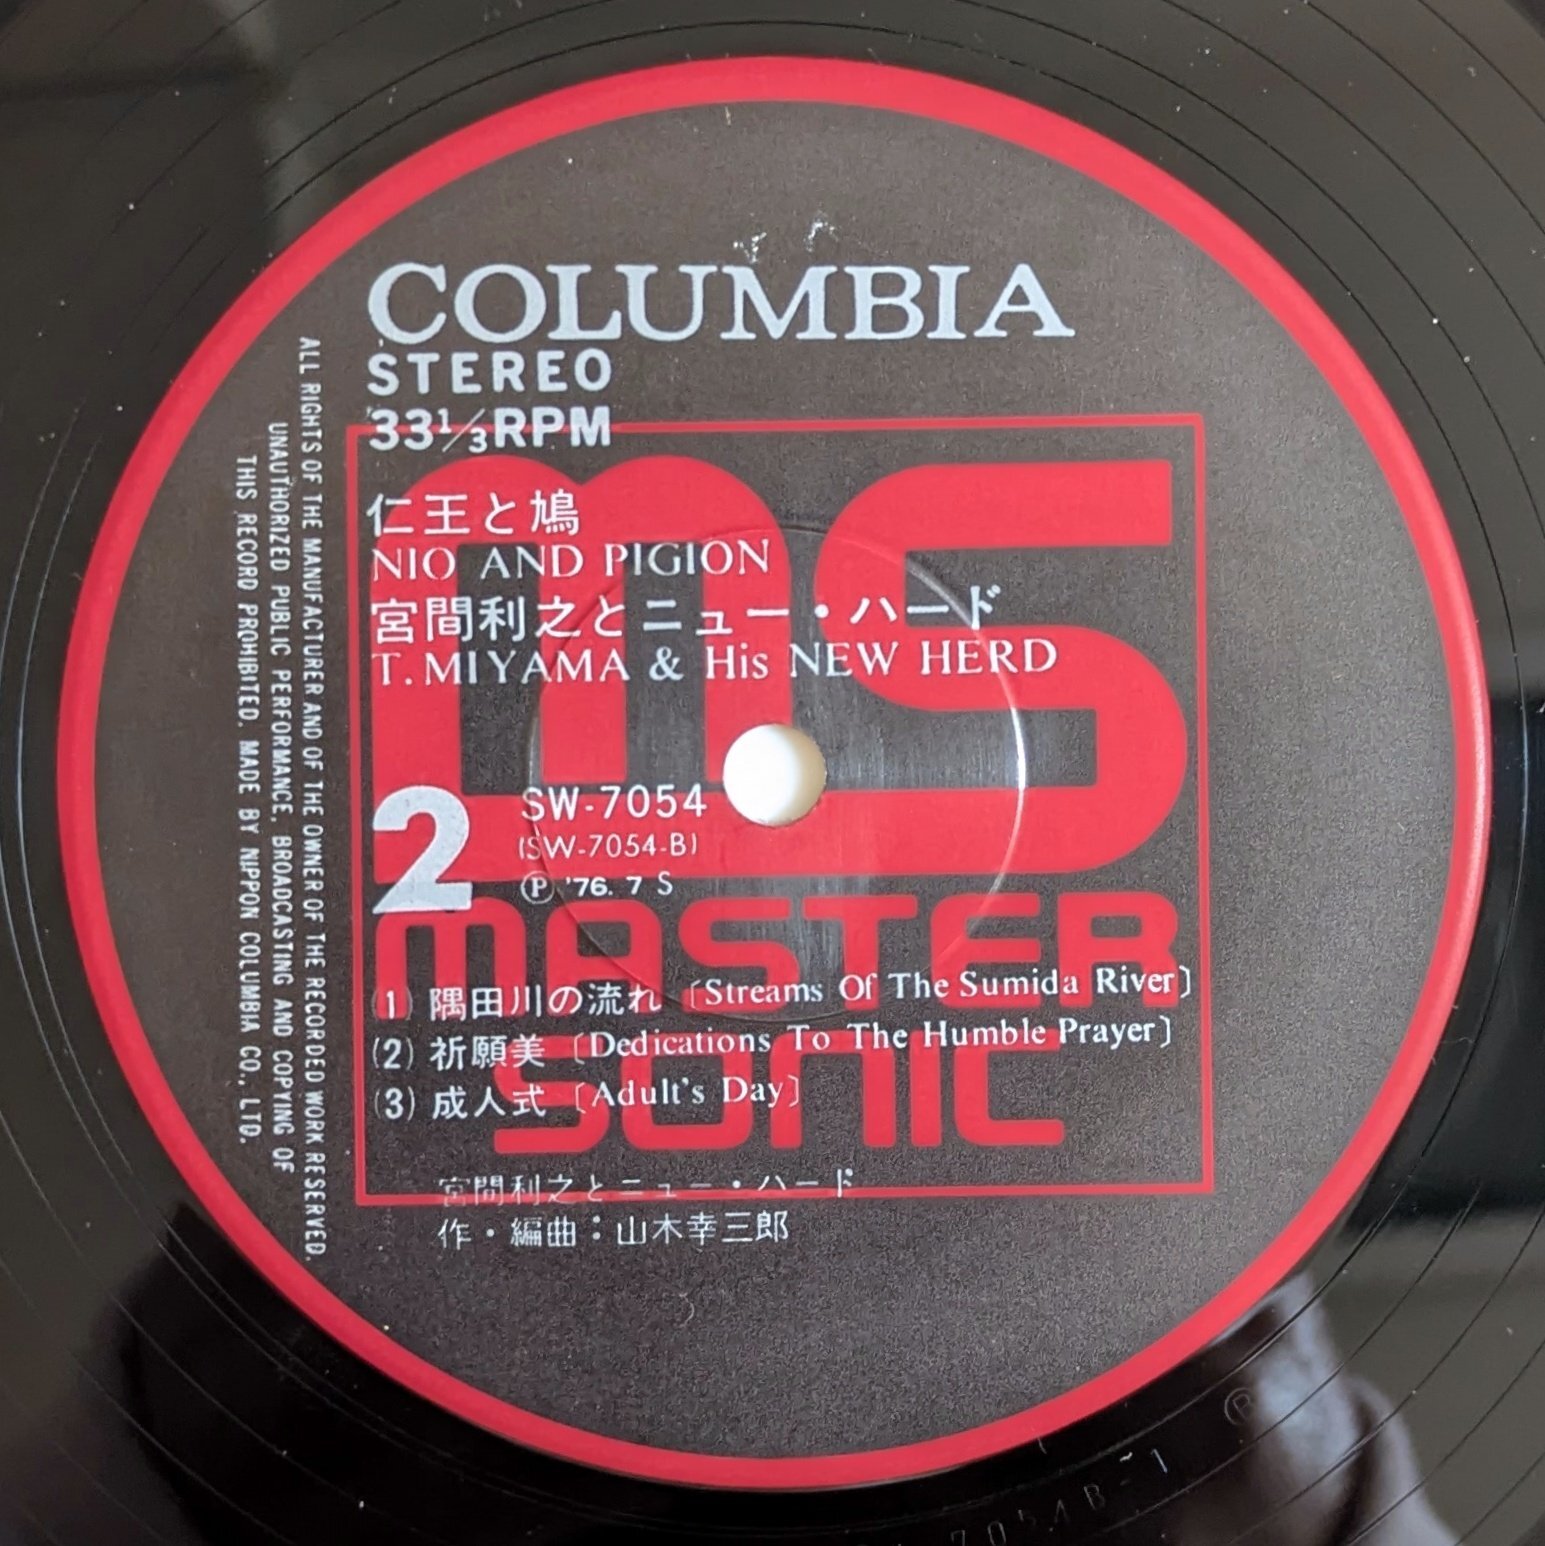 COLUMBIA
STEREO
33⅓RPM
仁王と鳩
NIO AND PIGION
宮間利之とニュー・ハード
T.MIYAMA & His NEW HERD
ms
2
SW-7054
(SW-7054-B)
Ⓟ '76. 7 S
MASTER
SONIC
(1) 隅田川の流れ〔Streams Of The Sumida River〕
(2) 祈願美〔Dedications To The Humble Prayer〕
(3) 成人式〔Adult's Day〕
宮間利之とニュー・ハード
作・編曲：山木幸三郎
ALL RIGHTS OF THE MANUFACTURER AND OF THE OWNER OF THE RECORDED WORK RESERVED.
UNAUTHORIZED PUBLIC PERFORMANCE, BROADCASTING AND COPYING OF
THIS RECORD PROHIBITED. MADE BY NIPPON COLUMBIA CO., LTD.
7054B-1
Ⓡ